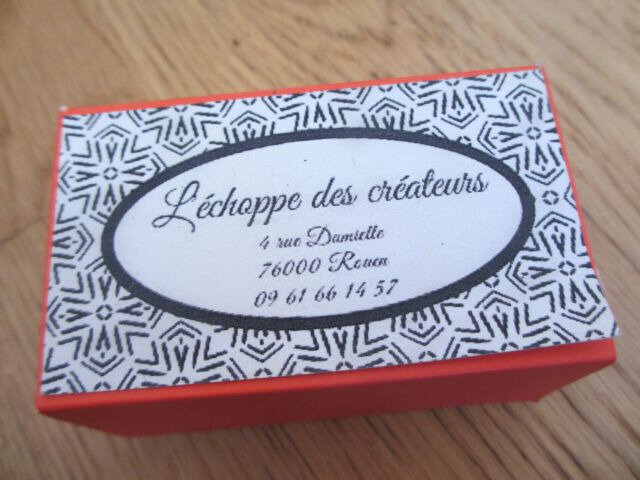 L'échoppe des créateurs
4 rue Damiette
76000 Rouen
09 61 66 14 57